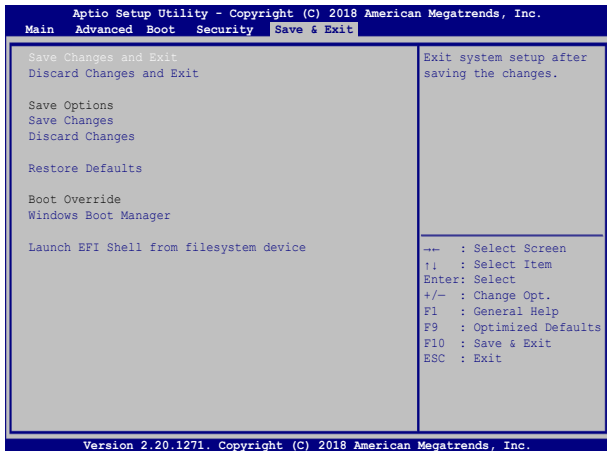 Aptio Setup Utility - Copyright (C) 2018 American Megatrends, Inc.
Main Advanced Boot Security Save & Exit
Save Changes and Exit
Discard Changes and Exit
Save Options
Save Changes
Discard Changes
Restore Defaults
Boot Override
Windows Boot Manager
Launch EFI Shell from filesystem device
Exit system setup after
saving the changes.
→← : Select Screen
↑↓ : Select Item
Enter: Select
+/— : Change Opt.
F1 : General Help
F9 : Optimized Defaults
F10 : Save & Exit
ESC : Exit
Version 2.20.1271. Copyright (C) 2018 American Megatrends, Inc.